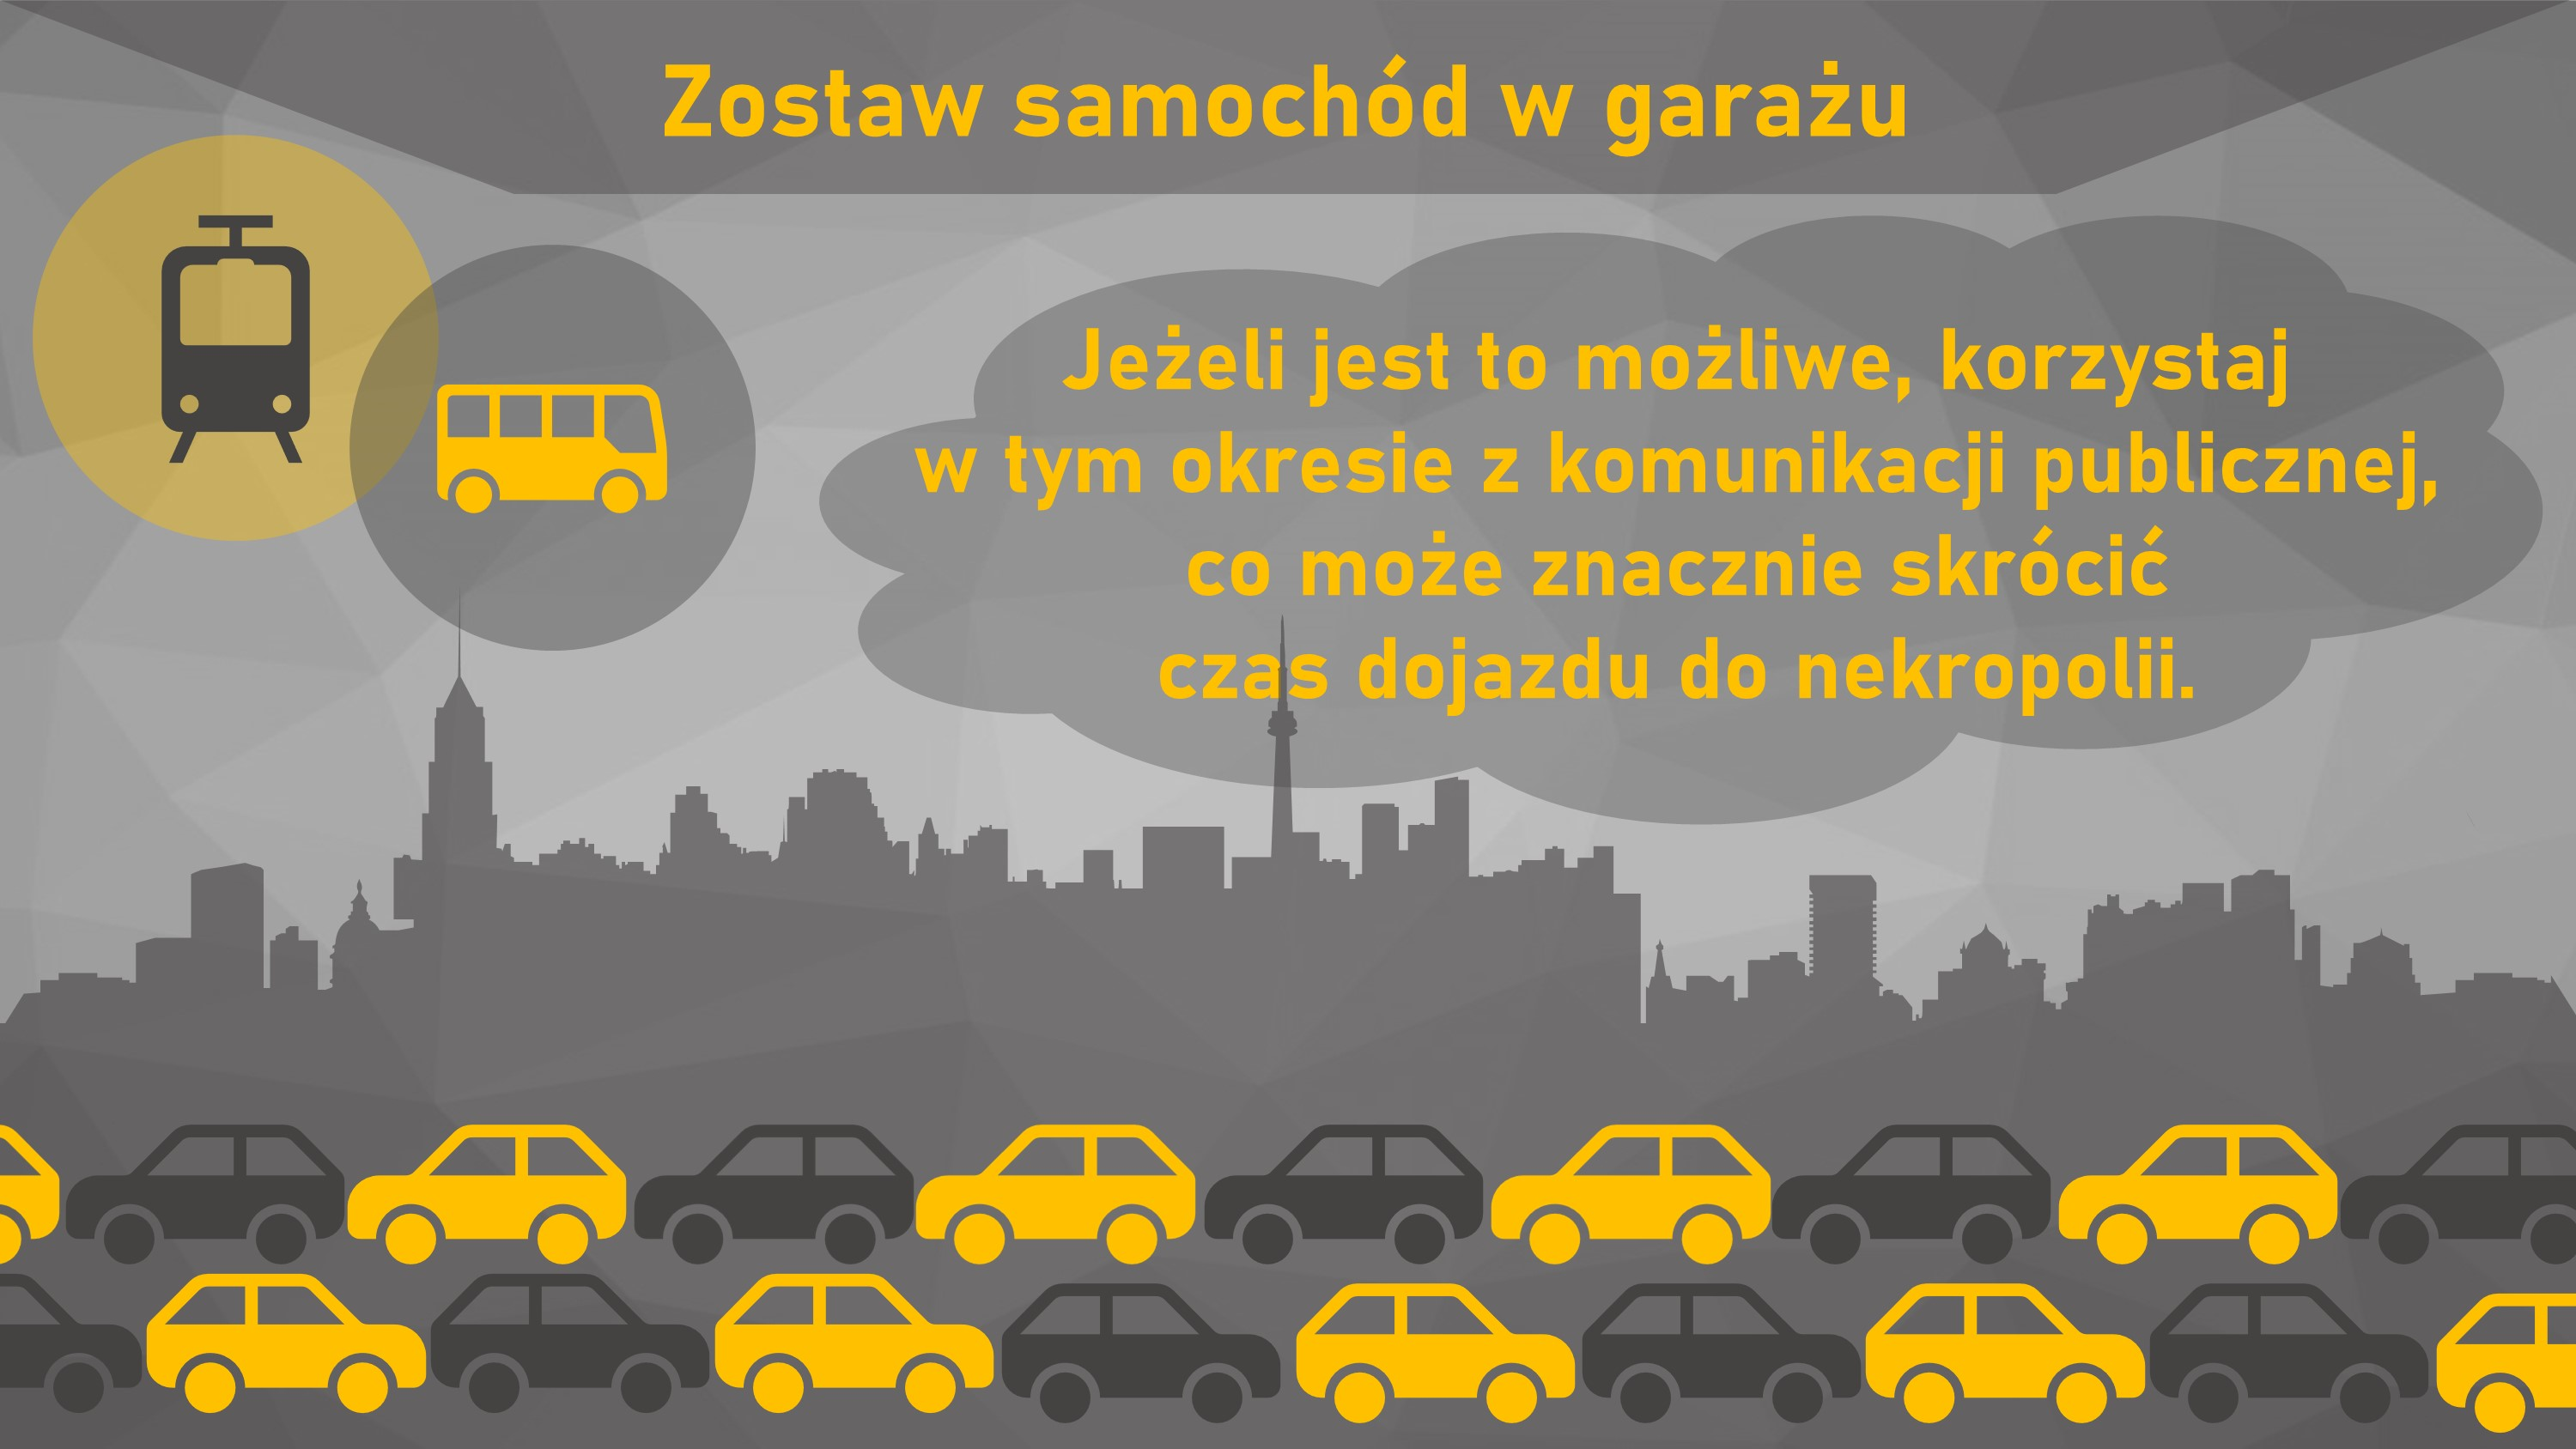 Zostaw samochód w garażu
Jeżeli jest to możliwe, korzystaj
w tym okresie z komunikacji publicznej,
co może znacznie skrócić
czas dojazdu do nekropolii.